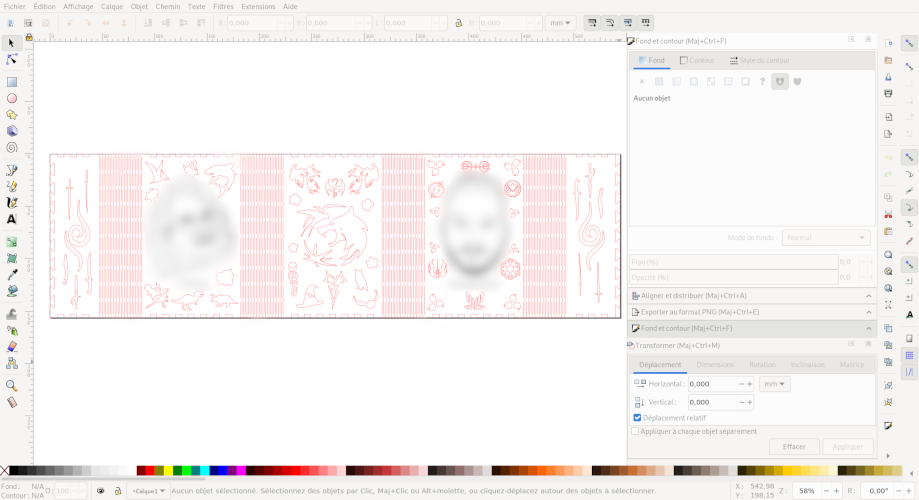 Fichier Édition Affichage Calque Objet Chemin Texte Filtres Extensions Aide
X : 0,000 Y : 0,000 L : 0,000 H : 0,000 mm
Fond et contour (Maj+Ctrl+F)
Fond Contour Style du contour
Aucun objet
Mode de fondu : Normal
Flou (%) 0,0
Opacité (%) 0,0
Aligner et distribuer (Maj+Ctrl+A)
Exporter au format PNG (Maj+Ctrl+E)
Fond et contour (Maj+Ctrl+F)
Transformer (Maj+Ctrl+M)
Déplacement Dimensions Rotation Inclinaison Matrice
Horizontal : 0,000 mm
Vertical : 0,000
Déplacement relatif
Appliquer à chaque objet séparément
Effacer Appliquer
Fond : N/A
Contour : N/A
O : 100
Calque 1
Aucun objet sélectionné. Sélectionnez des objets par Clic, Maj+Clic ou Alt+molette, ou cliquez-déplacez autour des objets à sélectionner.
X : 542,98
Y : 198,15
Z : 58%
R : 0,00°